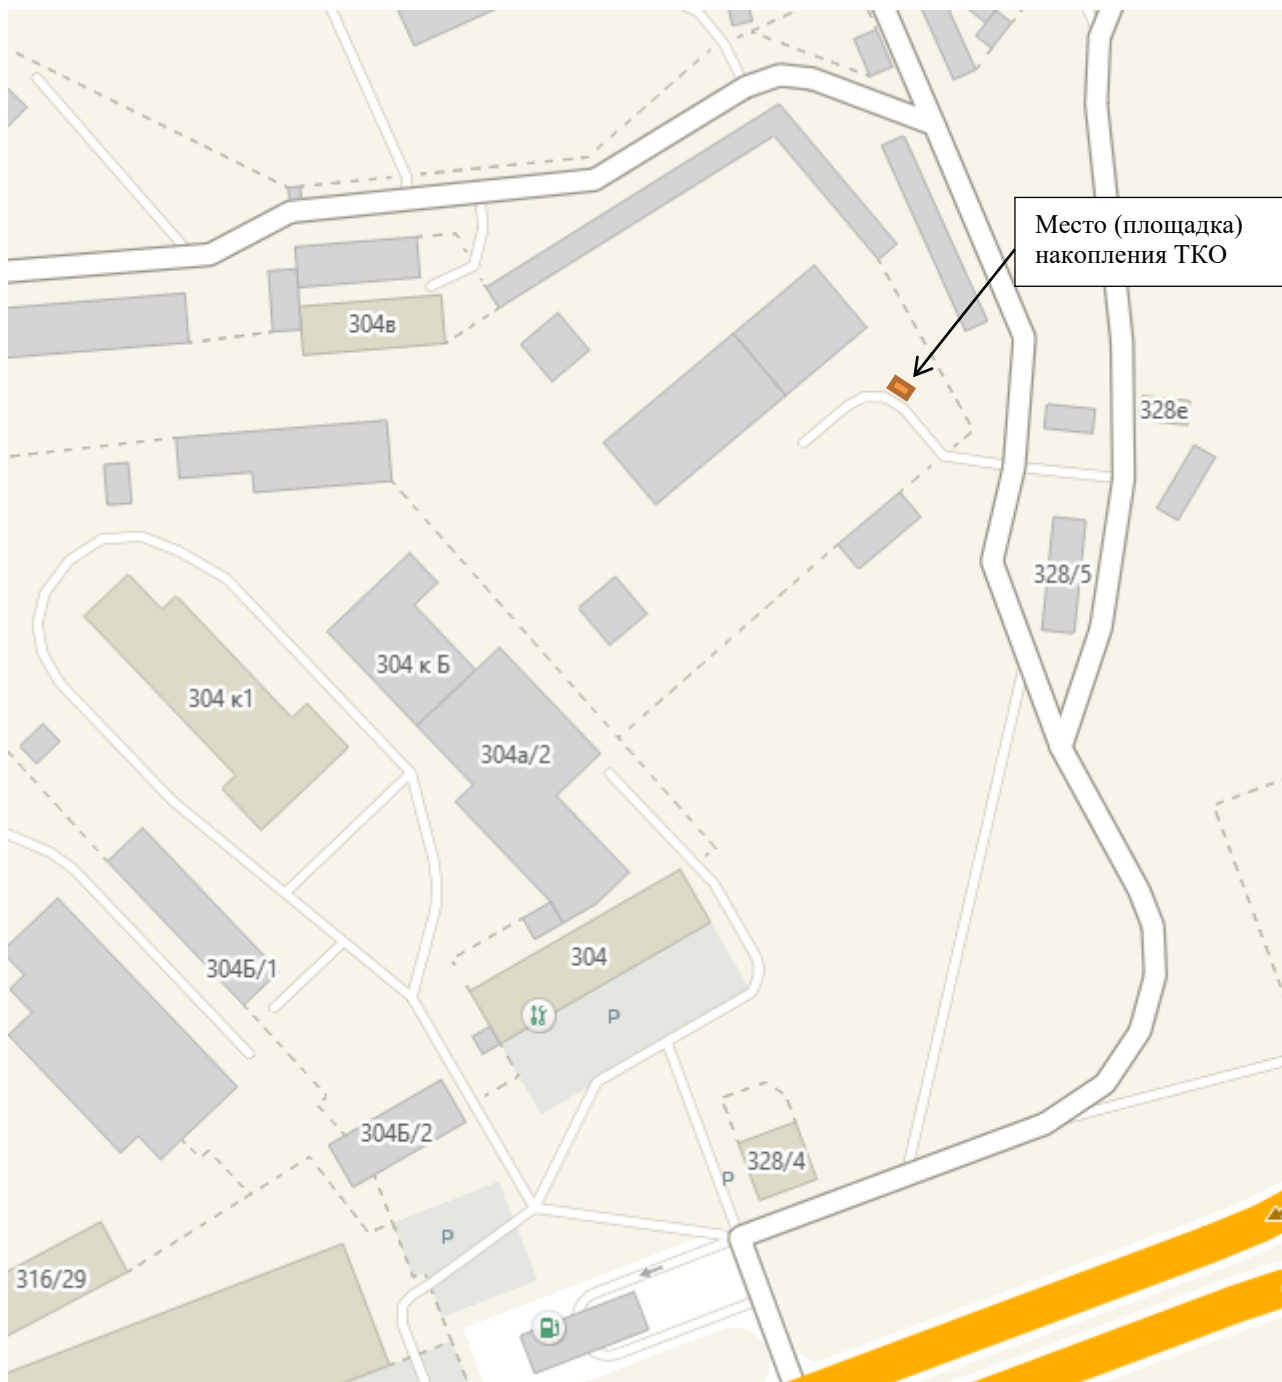 Место (площадка)
накопления ТКО
304в
328е
328/5
304 к Б
304 к1
304а/2
304
304Б/1
P
304Б/2
328/4
P
P
316/29